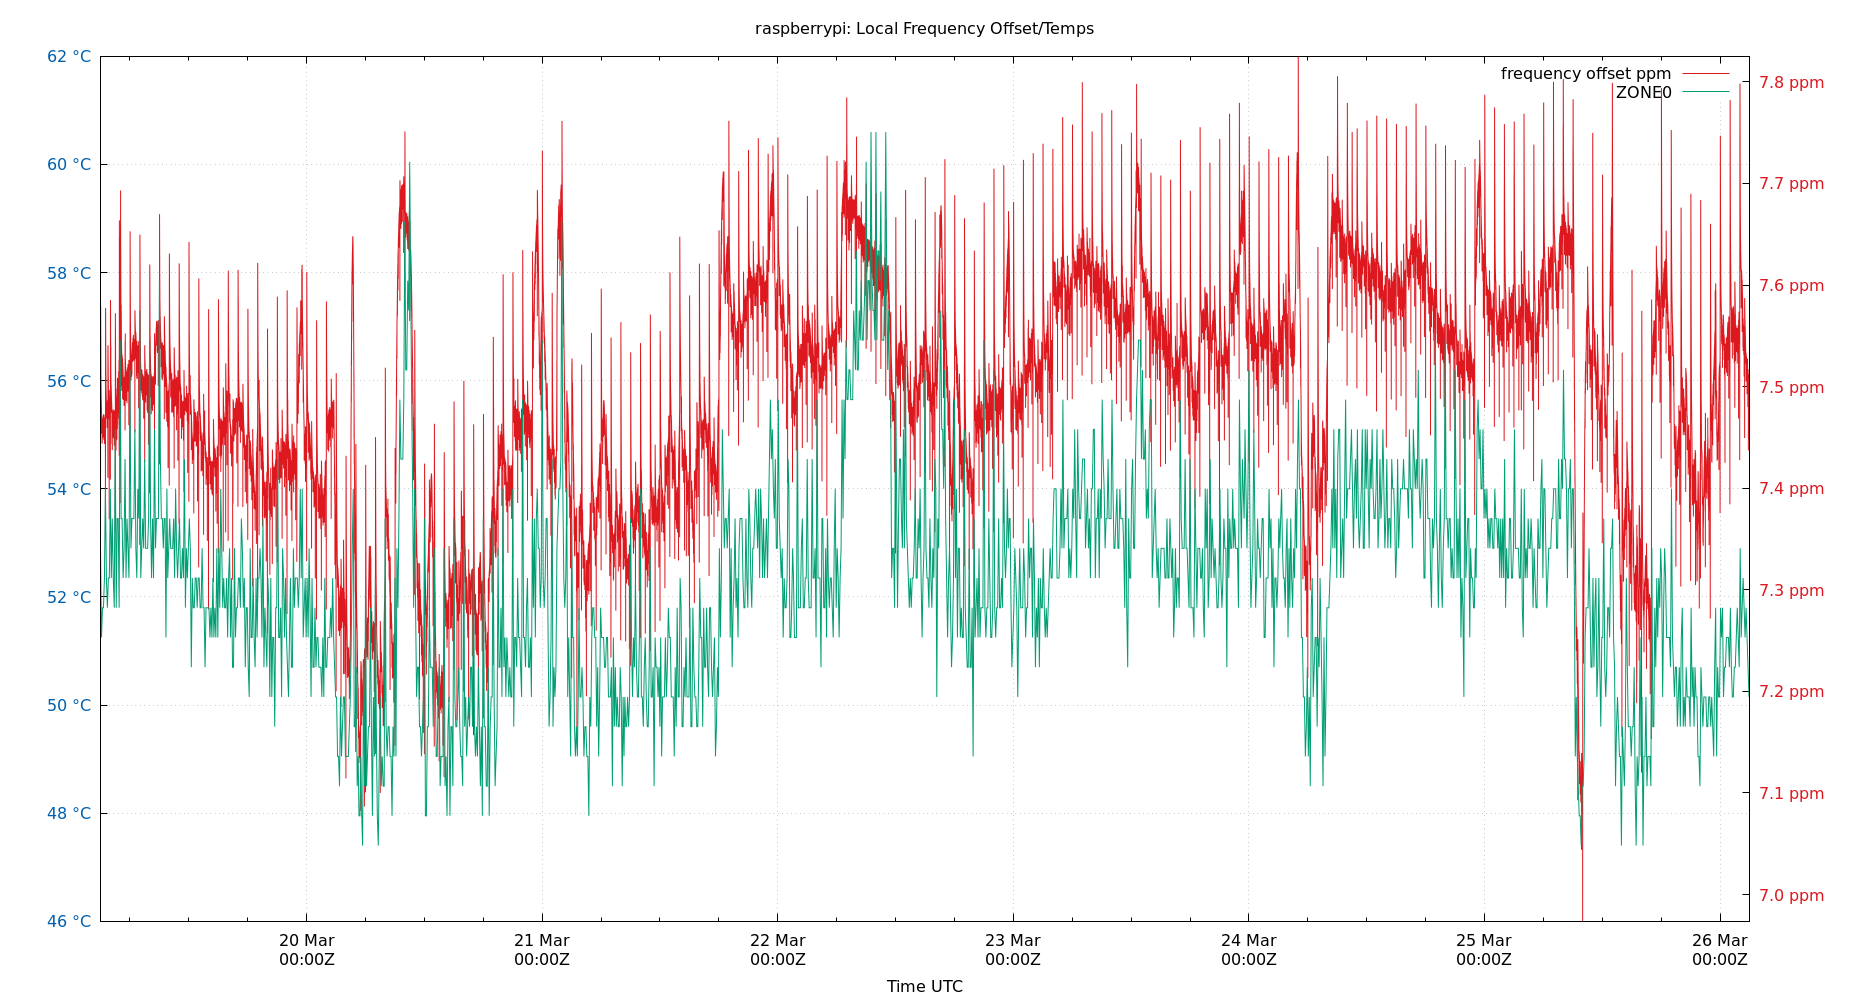 raspberrypi: Local Frequency Offset/Temps
frequency offset ppm
ZONE0
62 °C
60 °C
58 °C
56 °C
54 °C
52 °C
50 °C
48 °C
46 °C
7.8 ppm
7.7 ppm
7.6 ppm
7.5 ppm
7.4 ppm
7.3 ppm
7.2 ppm
7.1 ppm
7.0 ppm
20 Mar 21 Mar 22 Mar 23 Mar 24 Mar 25 Mar 26 Mar
00:00Z 00:00Z 00:00Z 00:00Z 00:00Z 00:00Z 00:00Z
Time UTC